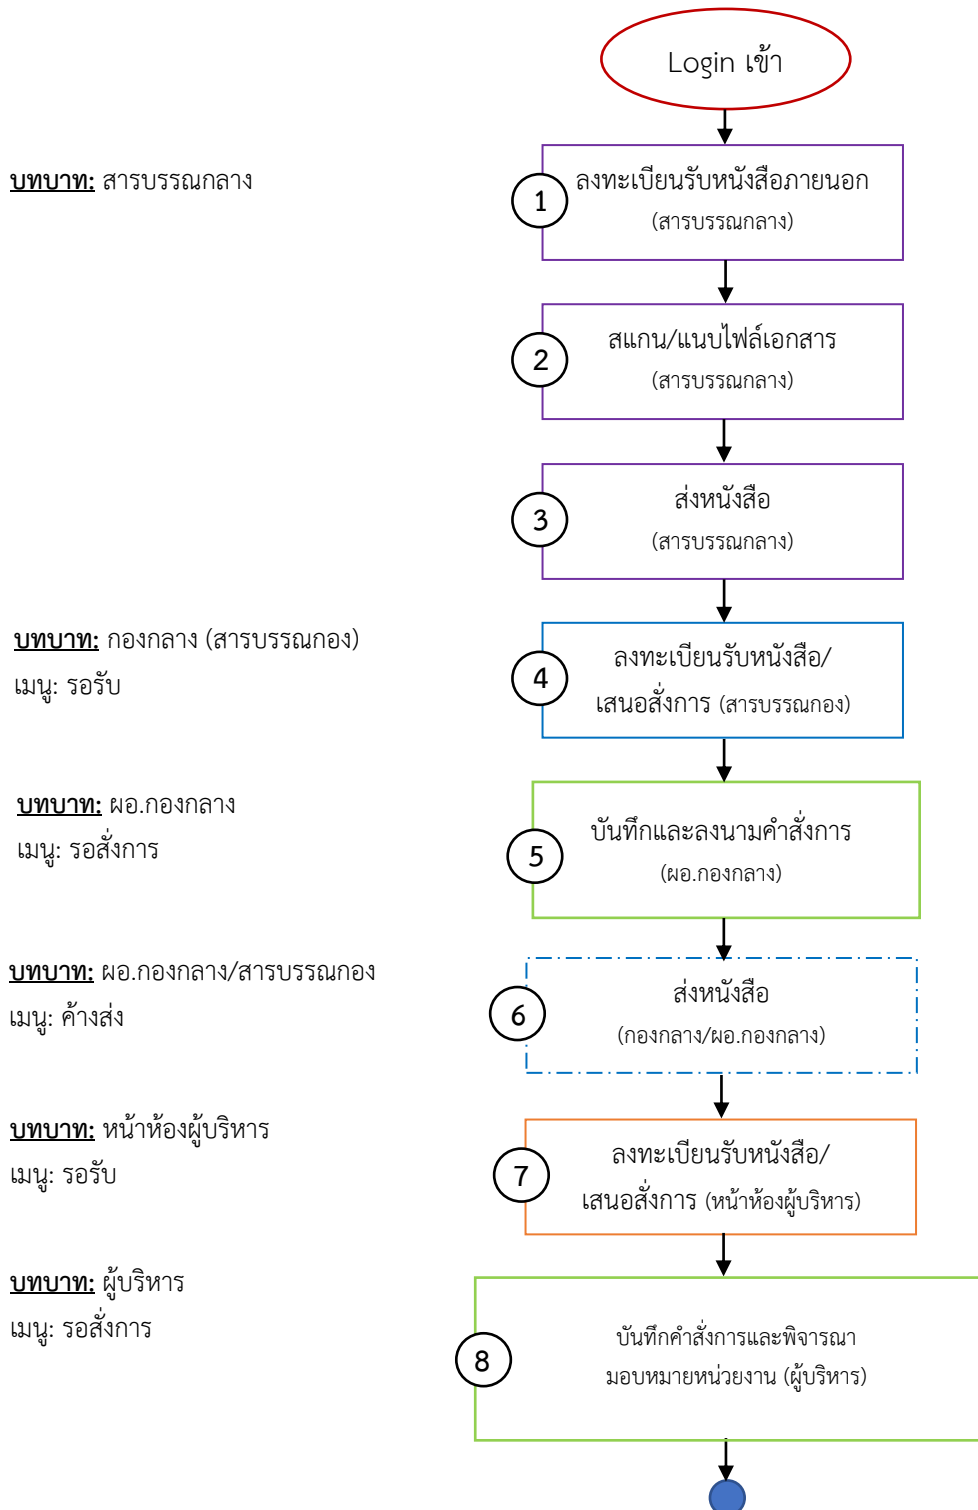 Login เข้า
บทบาท: สารบรรณกลาง
1
ลงทะเบียนรับหนังสือภายนอก
(สารบรรณกลาง)
2
สแกน/แนบไฟล์เอกสาร
(สารบรรณกลาง)
3
ส่งหนังสือ
(สารบรรณกลาง)
บทบาท: กองกลาง (สารบรรณกอง)
เมนู: รอรับ
4
ลงทะเบียนรับหนังสือ/
เสนอสั่งการ (สารบรรณกอง)
บทบาท: ผอ.กองกลาง
เมนู: รอสั่งการ
5
บันทึกและลงนามคำสั่งการ
(ผอ.กองกลาง)
บทบาท: ผอ.กองกลาง/สารบรรณกอง
เมนู: ค้างส่ง
6
ส่งหนังสือ
(กองกลาง/ผอ.กองกลาง)
บทบาท: หน้าห้องผู้บริหาร
เมนู: รอรับ
7
ลงทะเบียนรับหนังสือ/
เสนอสั่งการ (หน้าห้องผู้บริหาร)
บทบาท: ผู้บริหาร
เมนู: รอสั่งการ
8
บันทึกคำสั่งการและพิจารณา
มอบหมายหน่วยงาน (ผู้บริหาร)